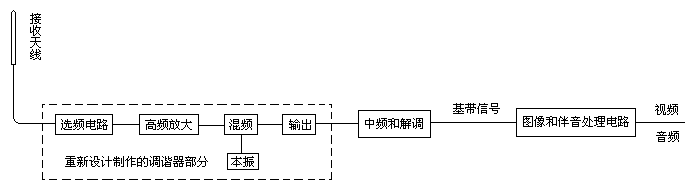 接收天线
选频电路
高频放大
混频
输出
本振
重新设计制作的调谐器部分
中频和解调
基带信号
图像和伴音处理电路
视频
音频